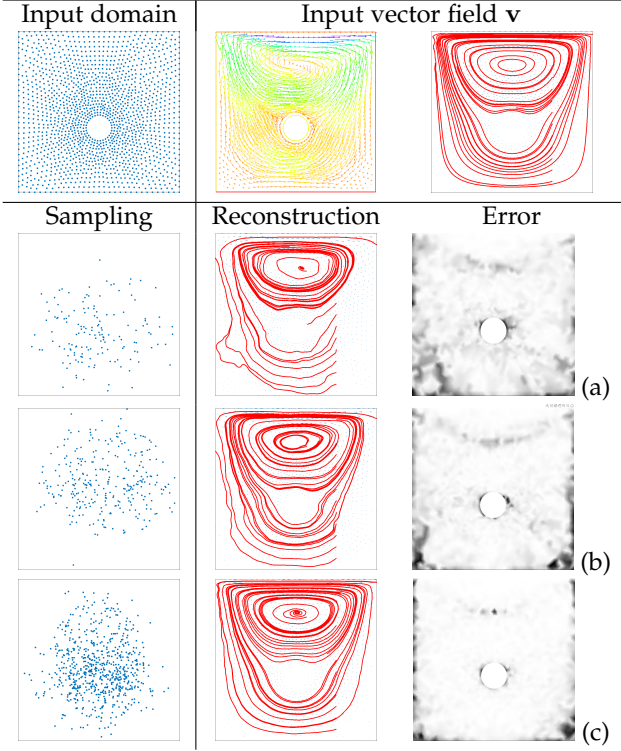 Input domain
Input vector field v
Sampling
Reconstruction
Error
(a)
(b)
(c)